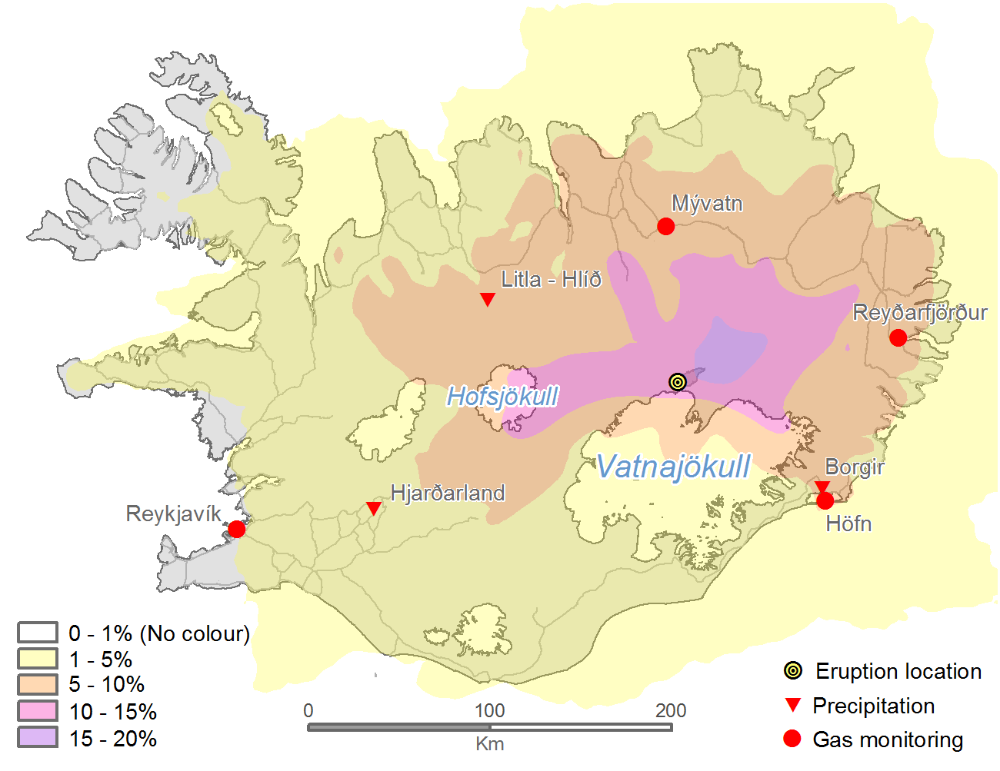 Mývatn
Litla - Hlíð
Reyðarfjörður
Hofsjökull
Vatnajökull
Borgir
Hjarðarland
Reykjavík
Höfn
0 - 1% (No colour)
1 - 5%
5 - 10%
10 - 15%
15 - 20%
0 100 200
Km
Eruption location
Precipitation
Gas monitoring